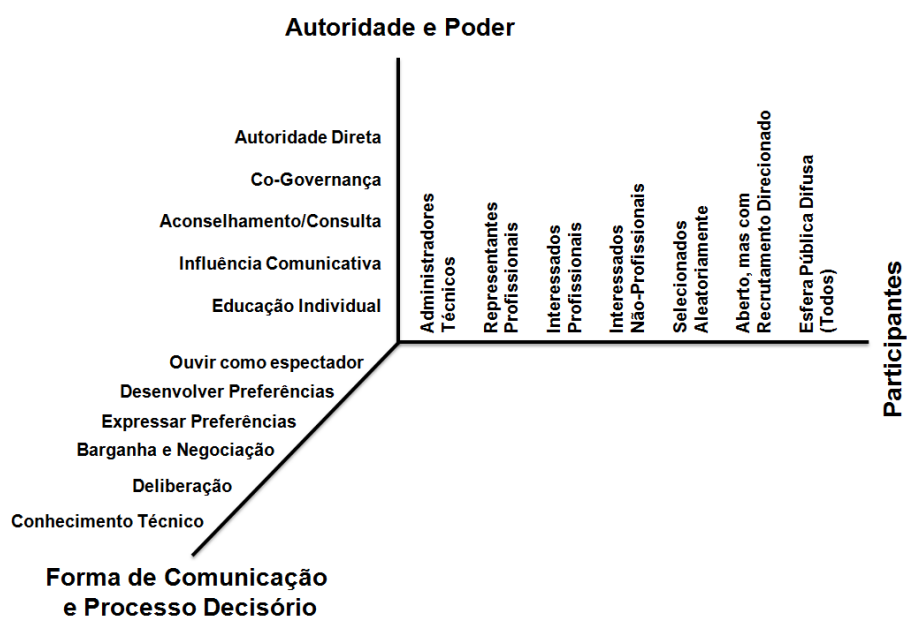 Autoridade e Poder
Autoridade Direta
Co-Governança
Aconselhamento/Consulta
Influência Comunicativa
Educação Individual
Administradores
Técnicos
Representantes
Profissionais
Interessados
Profissionais
Interessados
Não-Profissionais
Selecionados
Aleatoriamente
Aberto, mas com
Recrutamento Direcionado
Esfera Pública Difusa
(Todos)
Participantes
Ouvir como espectador
Desenvolver Preferências
Expressar Preferências
Barganha e Negociação
Deliberação
Conhecimento Técnico
Forma de Comunicação
e Processo Decisório